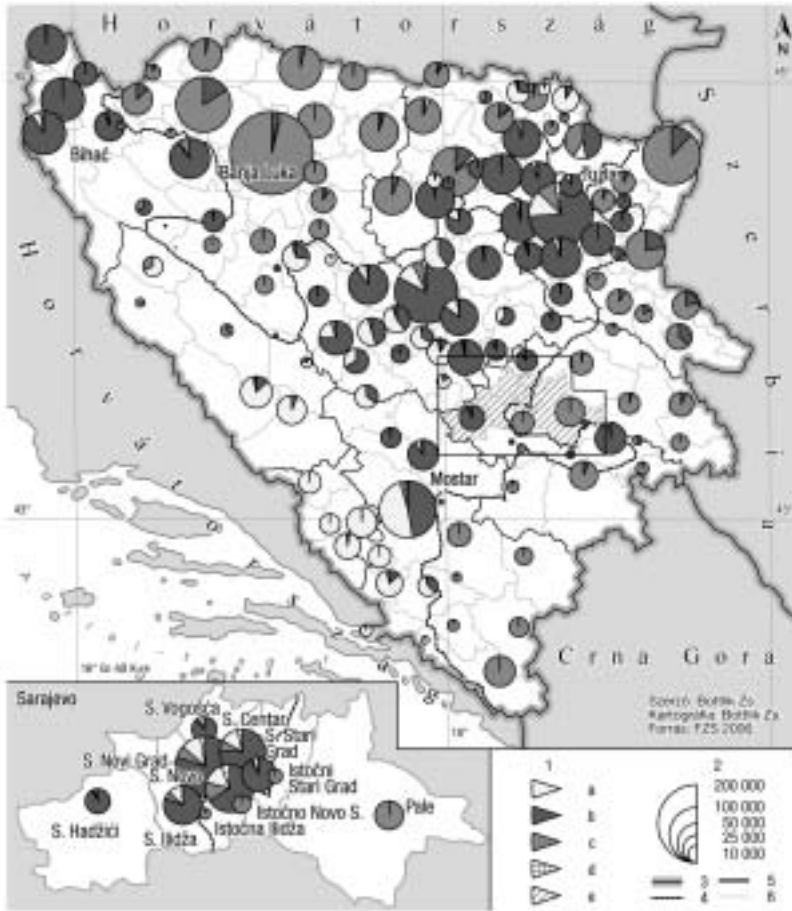 Horvátország
A
N
Szerbia
Horvátország
Bihać
Banja Luka
Tuzla
Mostar
43°
Crna Gora
18°
Szerző: Bottlik Zs.
Kartográfia: Bottlik Zs.
Forrás: FZS 2006
Sarajevo
S. Vogošća
S. Centar
S. Stari
Grad
S. Novi Grad
S. Novo
Istočni
Stari Grad
Istočno Novo S.
Pale
S. Hadžići
S. Ilidža
Istočna Ilidža
1
a
b
c
d
e
2
200 000
100 000
50 000
25 000
10 000
3
5
4
6